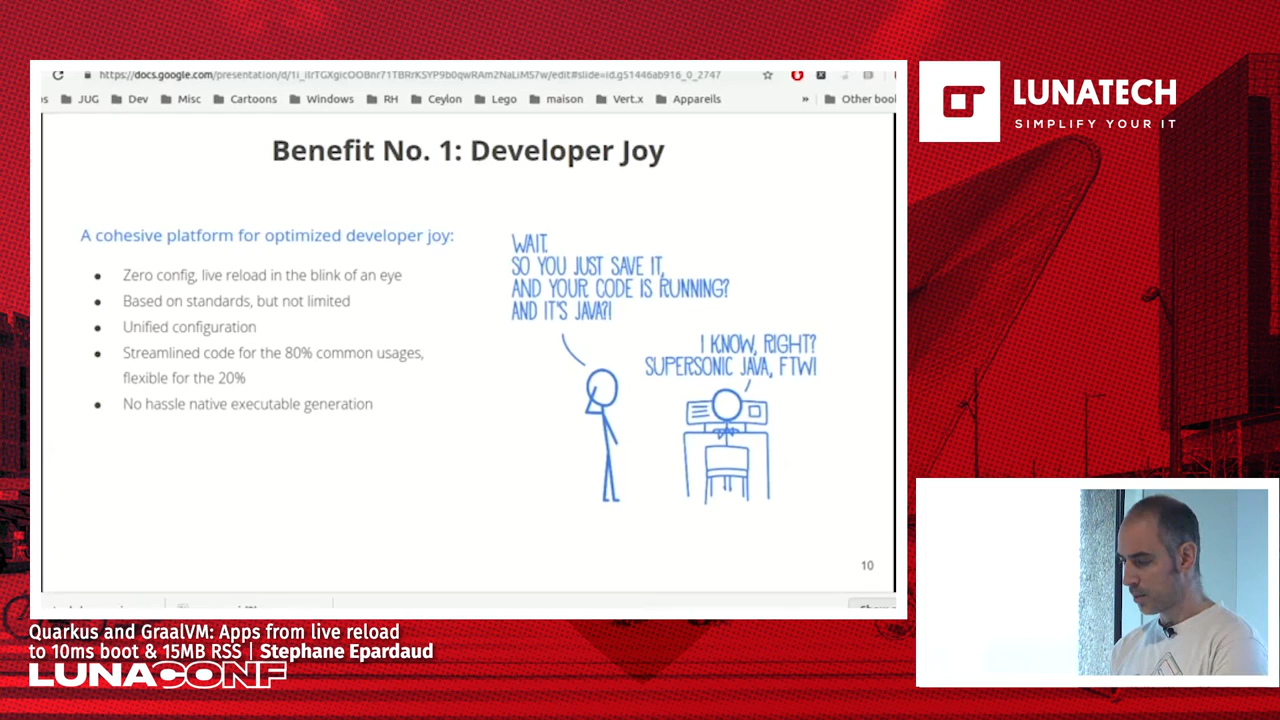 https://docs.google.com/presentation/d/1i_ilrTGXgicOOBnr71TBRrKSYP9b0qwRAm2NaLiMS7w/edit#slide=id.g51446ab916_0_2747
JUG Dev Misc Cartoons Windows RH Ceylon Lego maison Vert.x Appareils » Other bool
Benefit No. 1: Developer Joy
A cohesive platform for optimized developer joy:
● Zero config, live reload in the blink of an eye
● Based on standards, but not limited
● Unified configuration
● Streamlined code for the 80% common usages,
flexible for the 20%
● No hassle native executable generation
WAIT.
SO YOU JUST SAVE IT,
AND YOUR CODE IS RUNNING?
AND IT'S JAVA?!
I KNOW, RIGHT?
SUPERSONIC JAVA, FTW!
10
LUNATECH
SIMPLIFY YOUR IT
Quarkus and GraalVM: Apps from live reload
to 10ms boot & 15MB RSS | Stephane Epardaud
LUNACONF